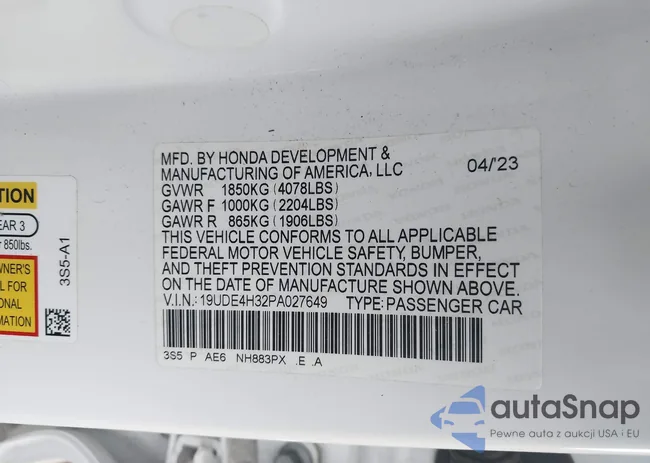 MFD. BY HONDA DEVELOPMENT &
MANUFACTURING OF AMERICA, LLC 04/'23
GVWR 1850KG (4078LBS)
GAWR F 1000KG (2204LBS)
GAWR R 865KG (1906LBS)
THIS VEHICLE CONFORMS TO ALL APPLICABLE
FEDERAL MOTOR VEHICLE SAFETY, BUMPER,
AND THEFT PREVENTION STANDARDS IN EFFECT
ON THE DATE OF MANUFACTURE SHOWN ABOVE.
V.I.N.: 19UDE4H32PA027649 TYPE: PASSENGER CAR
3S5 P AE6 NH883PX .E .A
TION
EAR 3
r 850lbs.
WNER'S
L FOR
ONAL
MATION
3S5-A1
autaSnap
Pewne auta z aukcji USA i EU